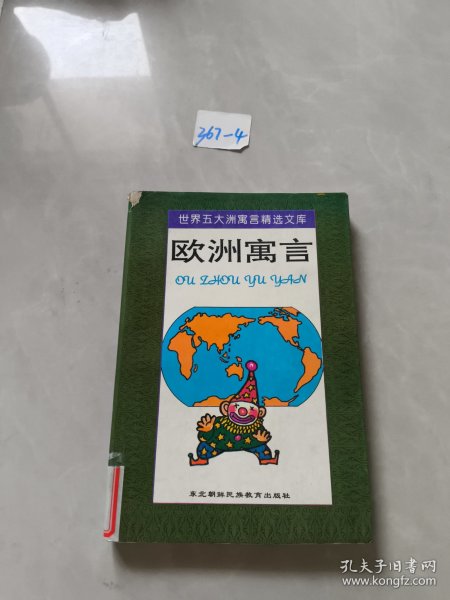 367-4
世界五大洲寓言精选文库
欧洲寓言
OU ZHOU YU YAN
东北朝鲜民族教育出版社
孔夫子旧书网
www.kongfz.com